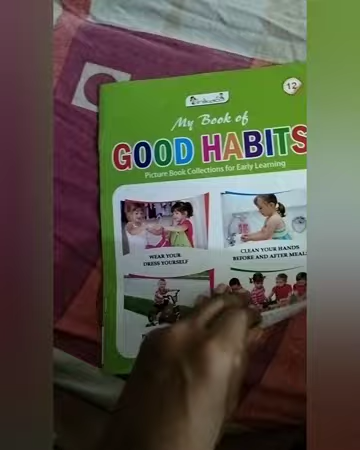 12
My Book of
GOOD HABITS
Picture Book Collections for Early Learning
WEAR YOUR
DRESS YOURSELF
CLEAN YOUR HANDS
BEFORE AND AFTER MEAL